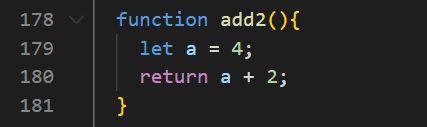 178 function add2(){
179 let a = 4;
180 return a + 2;
181 }